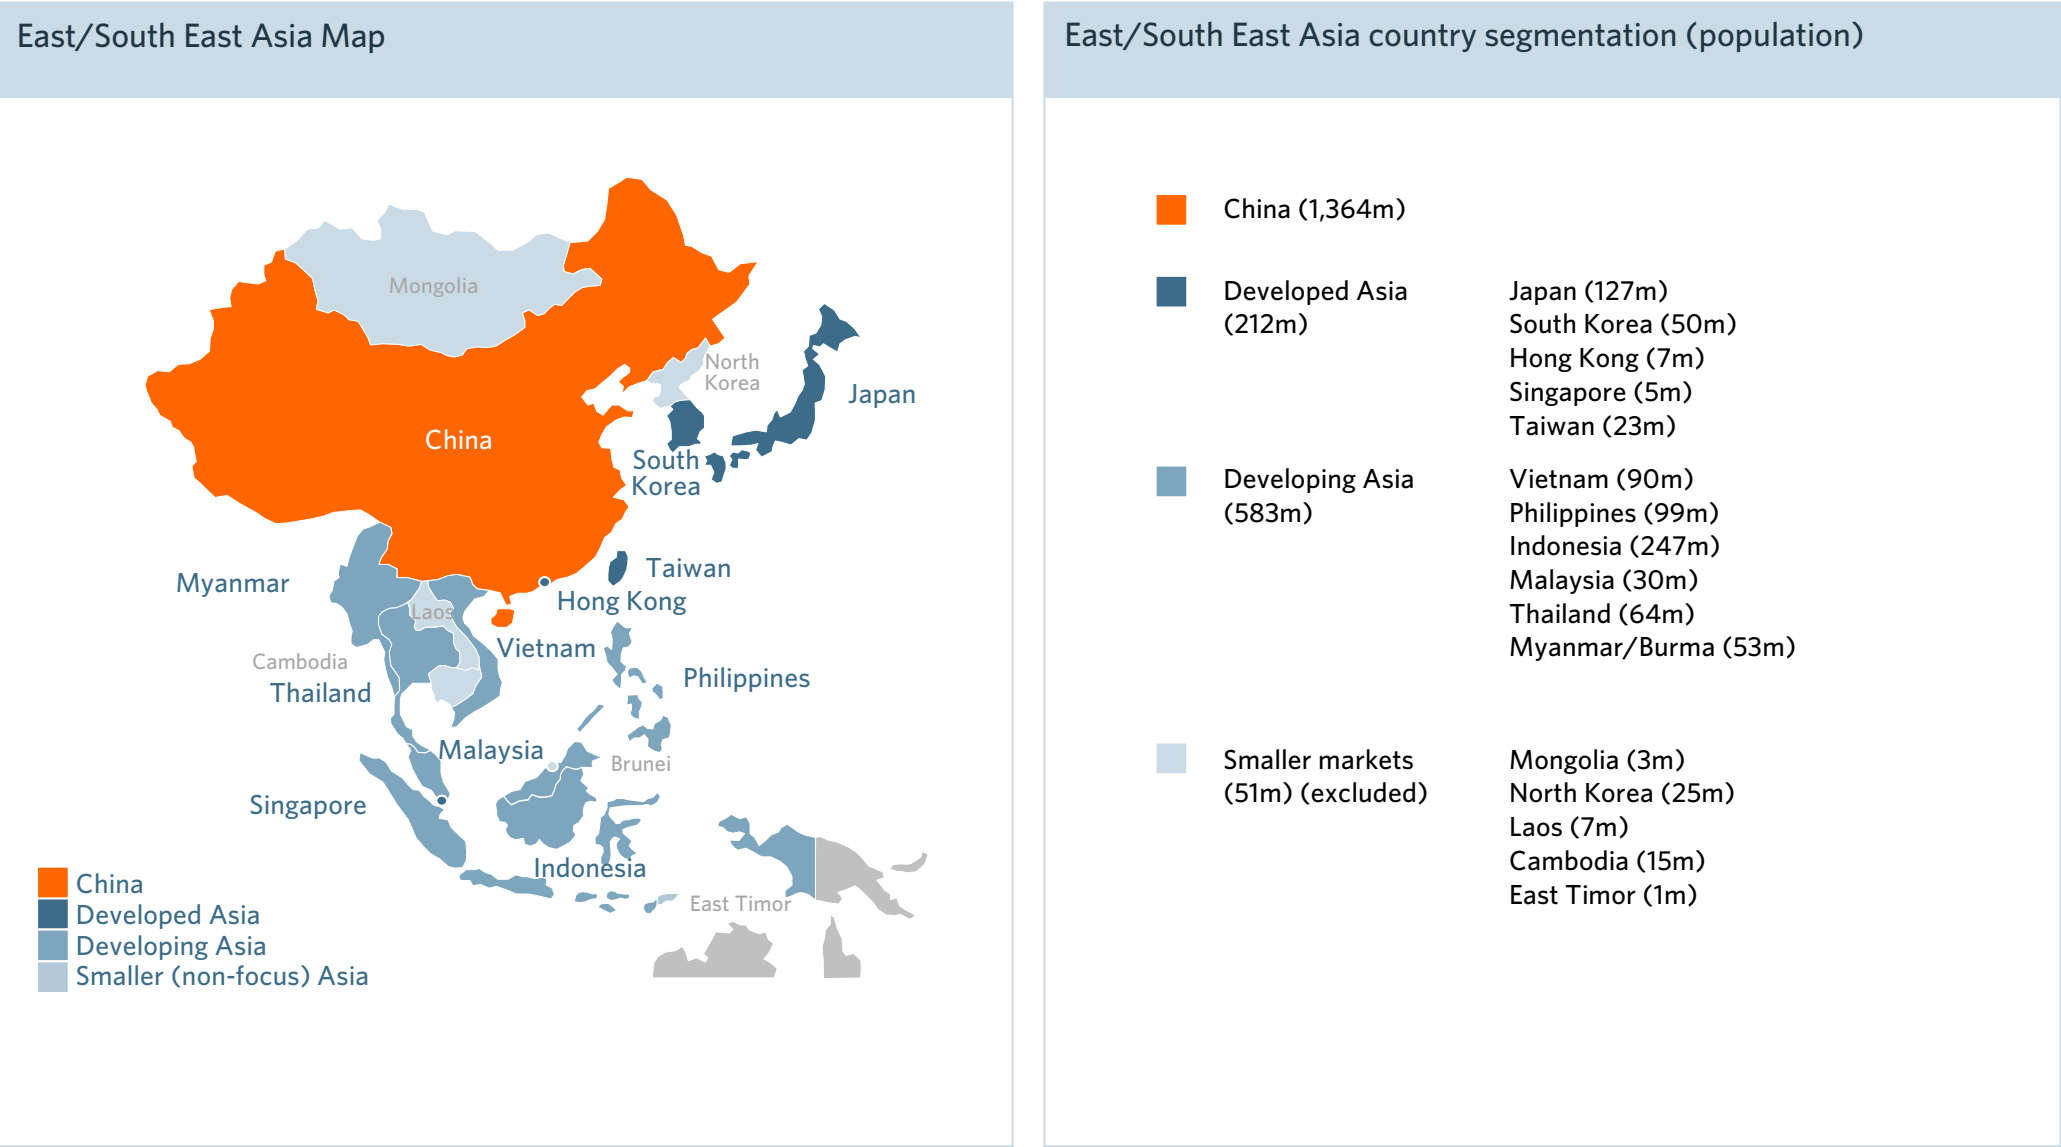 East/South East Asia Map
Mongolia
North
Korea
Japan
China
South
Korea
Taiwan
Myanmar
Hong Kong
Laos
Vietnam
Cambodia
Philippines
Thailand
Malaysia
Brunei
Singapore
Indonesia
East Timor
China
Developed Asia
Developing Asia
Smaller (non-focus) Asia
East/South East Asia country segmentation (population)
China (1,364m)
Developed Asia
(212m)
Japan (127m)
South Korea (50m)
Hong Kong (7m)
Singapore (5m)
Taiwan (23m)
Developing Asia
(583m)
Vietnam (90m)
Philippines (99m)
Indonesia (247m)
Malaysia (30m)
Thailand (64m)
Myanmar/Burma (53m)
Smaller markets
(51m) (excluded)
Mongolia (3m)
North Korea (25m)
Laos (7m)
Cambodia (15m)
East Timor (1m)